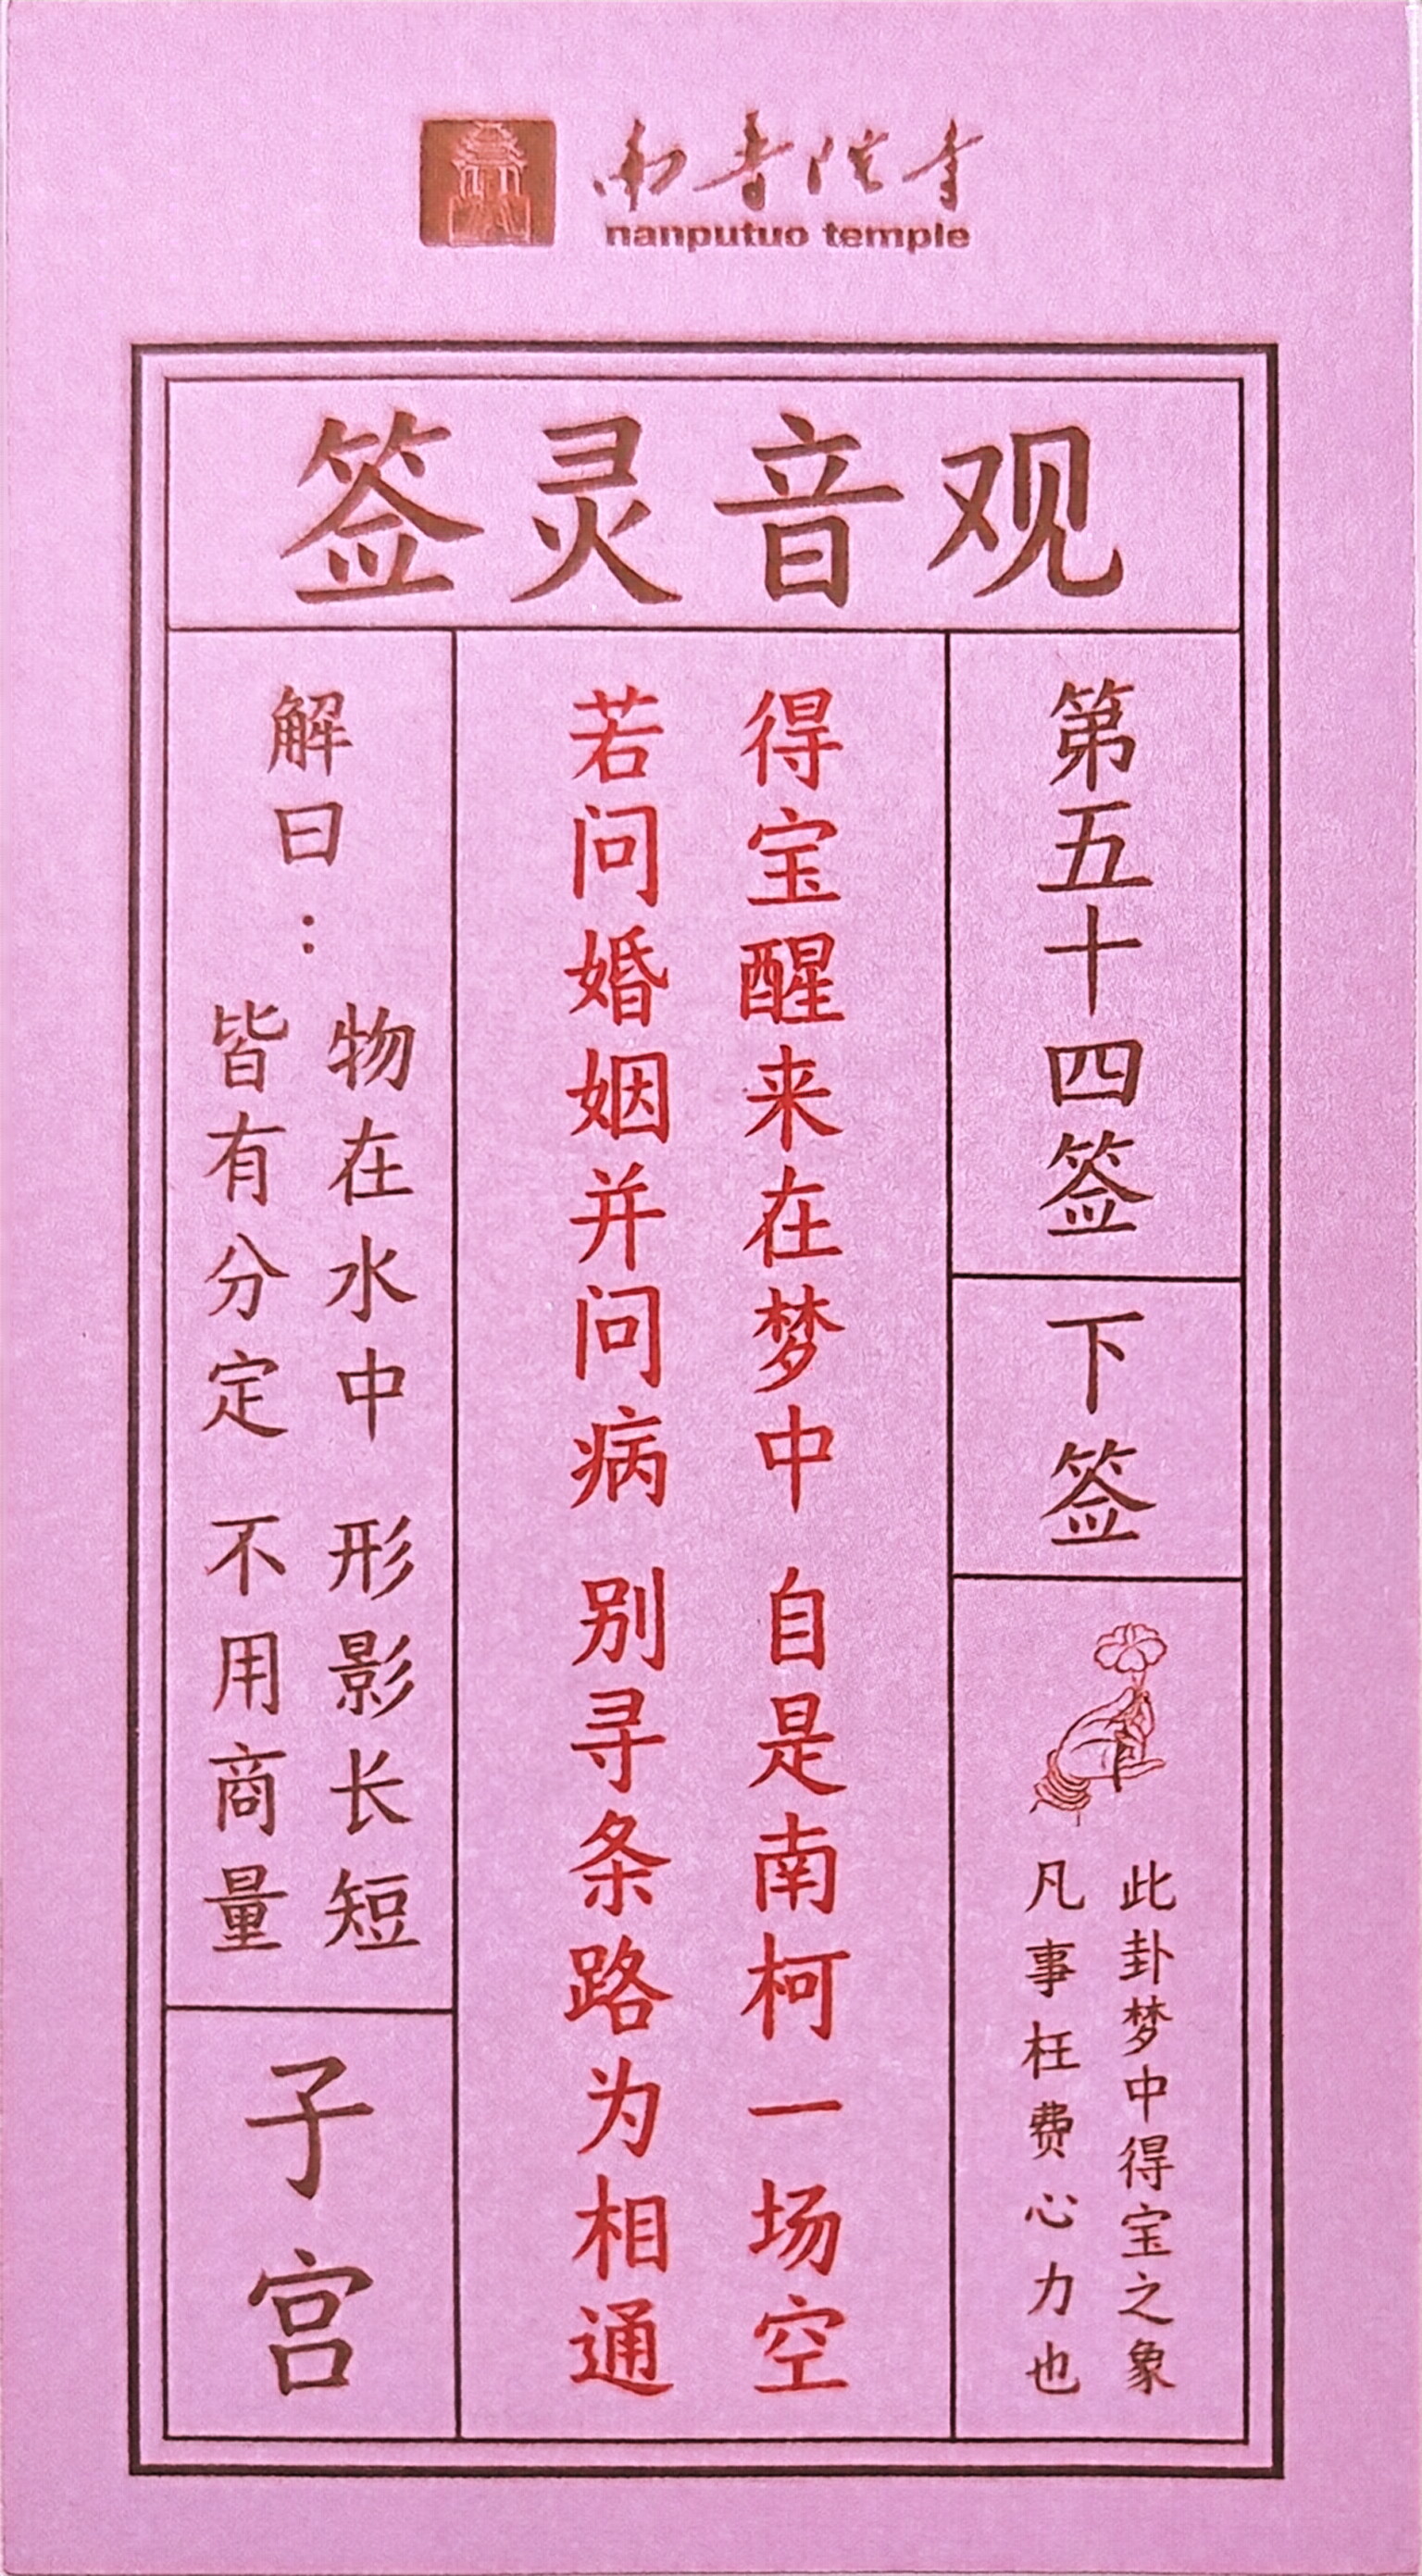 南普陀寺
nanputuo temple
观音灵签
第五十四签
下签
此卦梦中得宝之象
凡事枉费心力也
得宝醒来在梦中 自是南柯一场空
若问婚姻并问病 别寻条路为相通
解曰：
物在水中 形影长短
皆有分定 不用商量
子宫